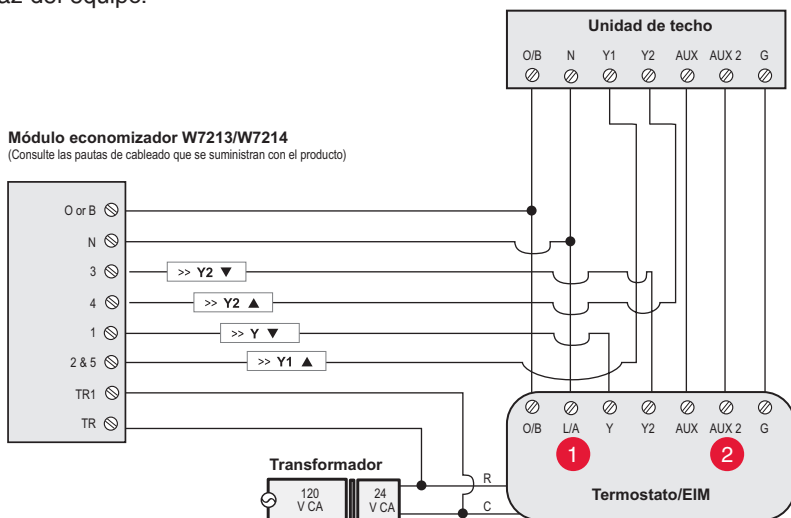 az del equipo.
Unidad de techo
O/B N Y1 Y2 AUX AUX 2 G
Módulo economizador W7213/W7214
(Consulte las pautas de cableado que se suministran con el producto)
O or B
N
3 >> Y2 ▼
4 >> Y2 ▲
1 >> Y ▼
2 & 5 >> Y1 ▲
TR1
TR
O/B L/A Y Y2 AUX AUX 2 G
1 2
Transformador
120 V CA
24 V CA
R
C
Termostato/EIM